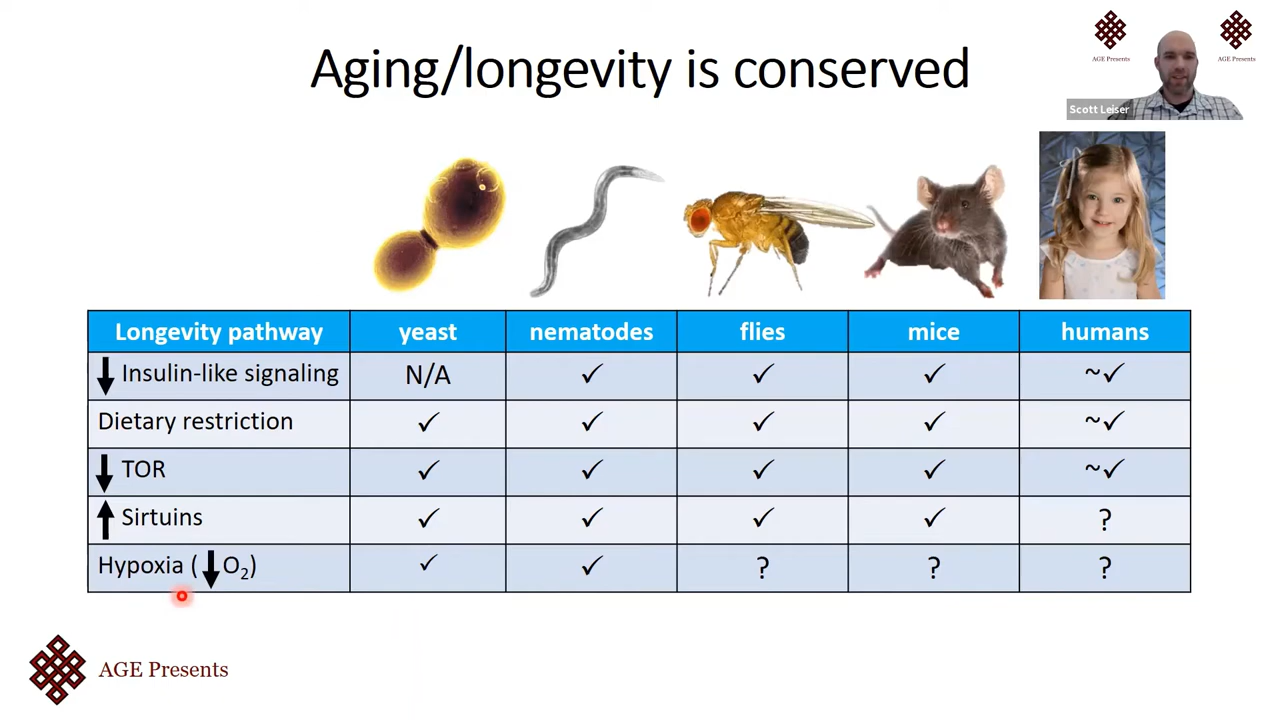 Aging/longevity is conserved
AGE Presents
AGE Presents
Scott Leiser
Longevity pathway yeast nematodes flies mice humans
↓ Insulin-like signaling N/A ✓ ✓ ✓ ~✓
Dietary restriction ✓ ✓ ✓ ✓ ~✓
↓ TOR ✓ ✓ ✓ ✓ ~✓
↑ Sirtuins ✓ ✓ ✓ ✓ ?
Hypoxia (↓O₂) ✓ ✓ ? ? ?
AGE Presents